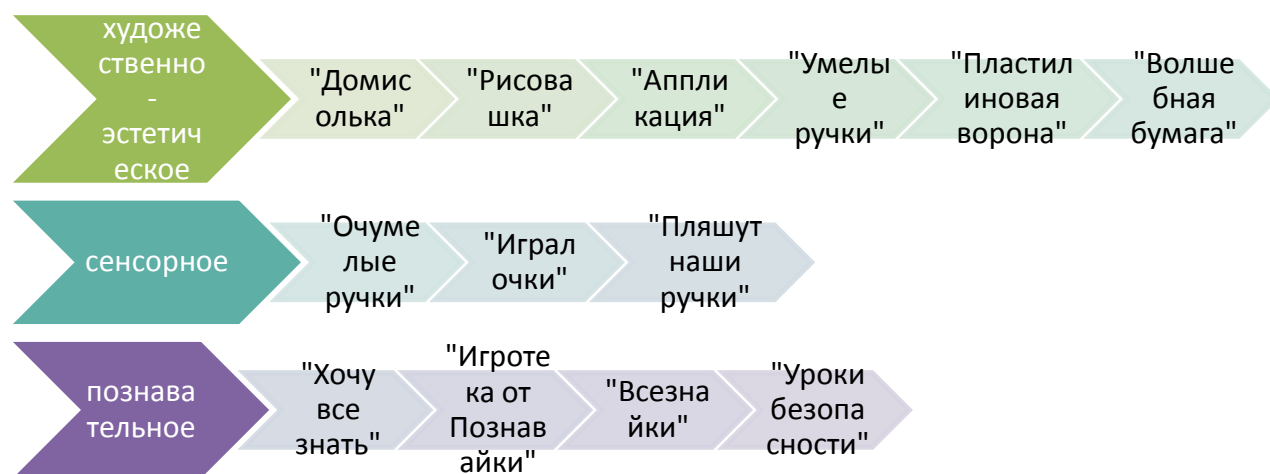 художе
ственно
-
эстетич
еское
"Домис
олька"
"Рисова
шка"
"Аппли
кация"
"Умелы
е
ручки"
"Пластил
иновая
ворона"
"Волше
бная
бумага"
сенсорное
"Очуме
лые
ручки"
"Играл
очки"
"Пляшут
наши
ручки"
познава
тельное
"Хочу
все
знать"
"Игроте
ка от
Познав
айки"
"Всезна
йки"
"Уроки
безопа
сности"